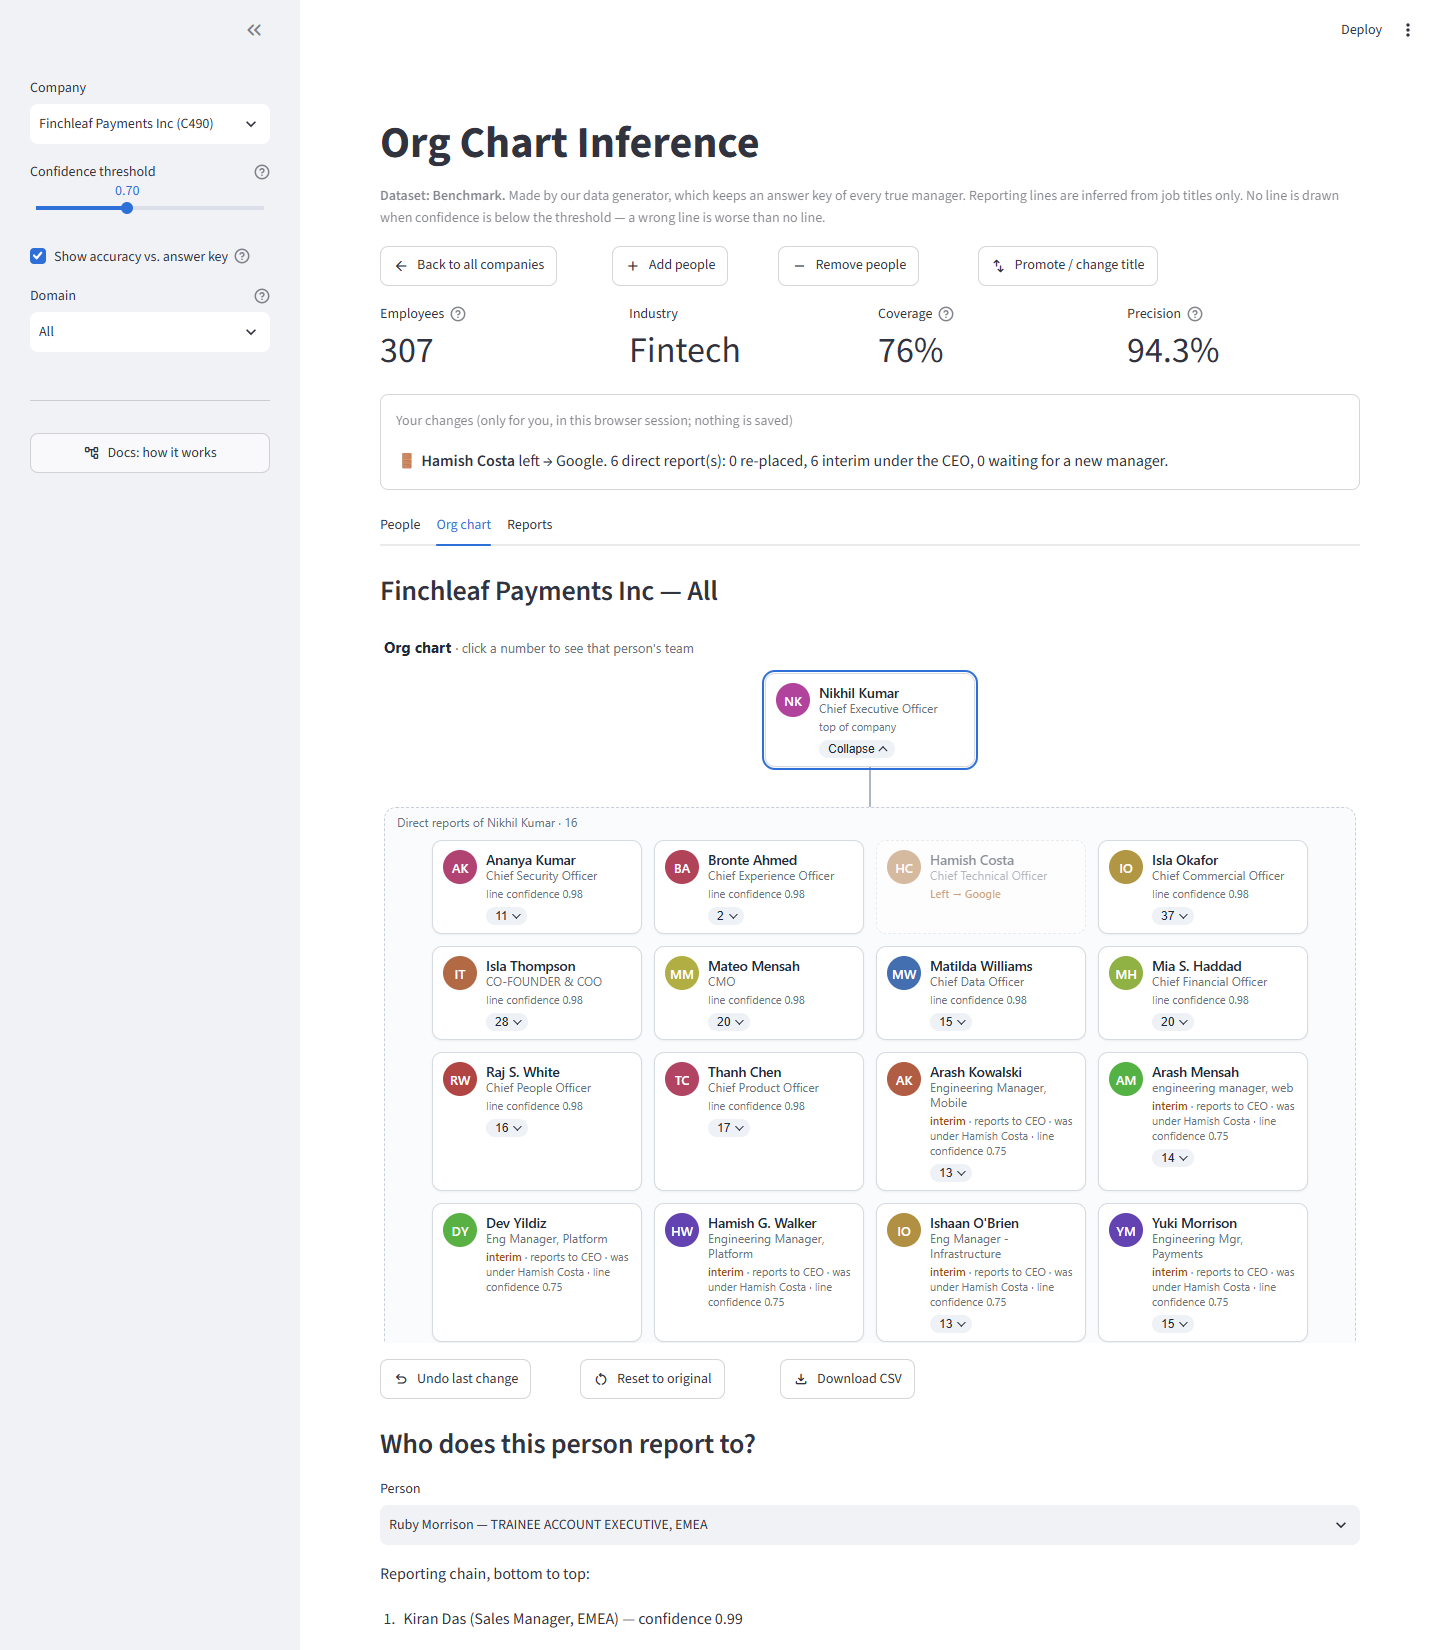 Deploy
Company
Finchleaf Payments Inc (C490)
Confidence threshold
0.70
Show accuracy vs. answer key
Domain
All
Docs: how it works
Org Chart Inference
Dataset: Benchmark. Made by our data generator, which keeps an answer key of every true manager. Reporting lines are inferred from job titles only. No line is drawn
when confidence is below the threshold — a wrong line is worse than no line.
Back to all companies
Add people
Remove people
Promote / change title
Employees
307
Industry
Fintech
Coverage
76%
Precision
94.3%
Your changes (only for you, in this browser session; nothing is saved)
Hamish Costa left → Google. 6 direct report(s): 0 re-placed, 6 interim under the CEO, 0 waiting for a new manager.
People
Org chart
Reports
Finchleaf Payments Inc — All
Org chart · click a number to see that person's team
NK
Nikhil Kumar
Chief Executive Officer
top of company
Collapse
Direct reports of Nikhil Kumar · 16
AK
Ananya Kumar
Chief Security Officer
line confidence 0.98
11
BA
Bronte Ahmed
Chief Experience Officer
line confidence 0.98
2
HC
Hamish Costa
Chief Technical Officer
Left → Google
IO
Isla Okafor
Chief Commercial Officer
line confidence 0.98
37
IT
Isla Thompson
CO-FOUNDER & COO
line confidence 0.98
28
MM
Mateo Mensah
CMO
line confidence 0.98
20
MW
Matilda Williams
Chief Data Officer
line confidence 0.98
15
MH
Mia S. Haddad
Chief Financial Officer
line confidence 0.98
20
RW
Raj S. White
Chief People Officer
line confidence 0.98
16
TC
Thanh Chen
Chief Product Officer
line confidence 0.98
17
AK
Arash Kowalski
Engineering Manager,
Mobile
interim · reports to CEO · was
under Hamish Costa · line
confidence 0.75
13
AM
Arash Mensah
engineering manager, web
interim · reports to CEO · was
under Hamish Costa · line
confidence 0.75
14
DY
Dev Yildiz
Eng Manager, Platform
interim · reports to CEO · was
under Hamish Costa · line
confidence 0.75
HW
Hamish G. Walker
Engineering Manager,
Platform
interim · reports to CEO · was
under Hamish Costa · line
confidence 0.75
IO
Ishaan O'Brien
Eng Manager -
Infrastructure
interim · reports to CEO · was
under Hamish Costa · line
confidence 0.75
13
YM
Yuki Morrison
Engineering Mgr,
Payments
interim · reports to CEO · was
under Hamish Costa · line
confidence 0.75
15
Undo last change
Reset to original
Download CSV
Who does this person report to?
Person
Ruby Morrison — TRAINEE ACCOUNT EXECUTIVE, EMEA
Reporting chain, bottom to top:
1. Kiran Das (Sales Manager, EMEA) — confidence 0.99